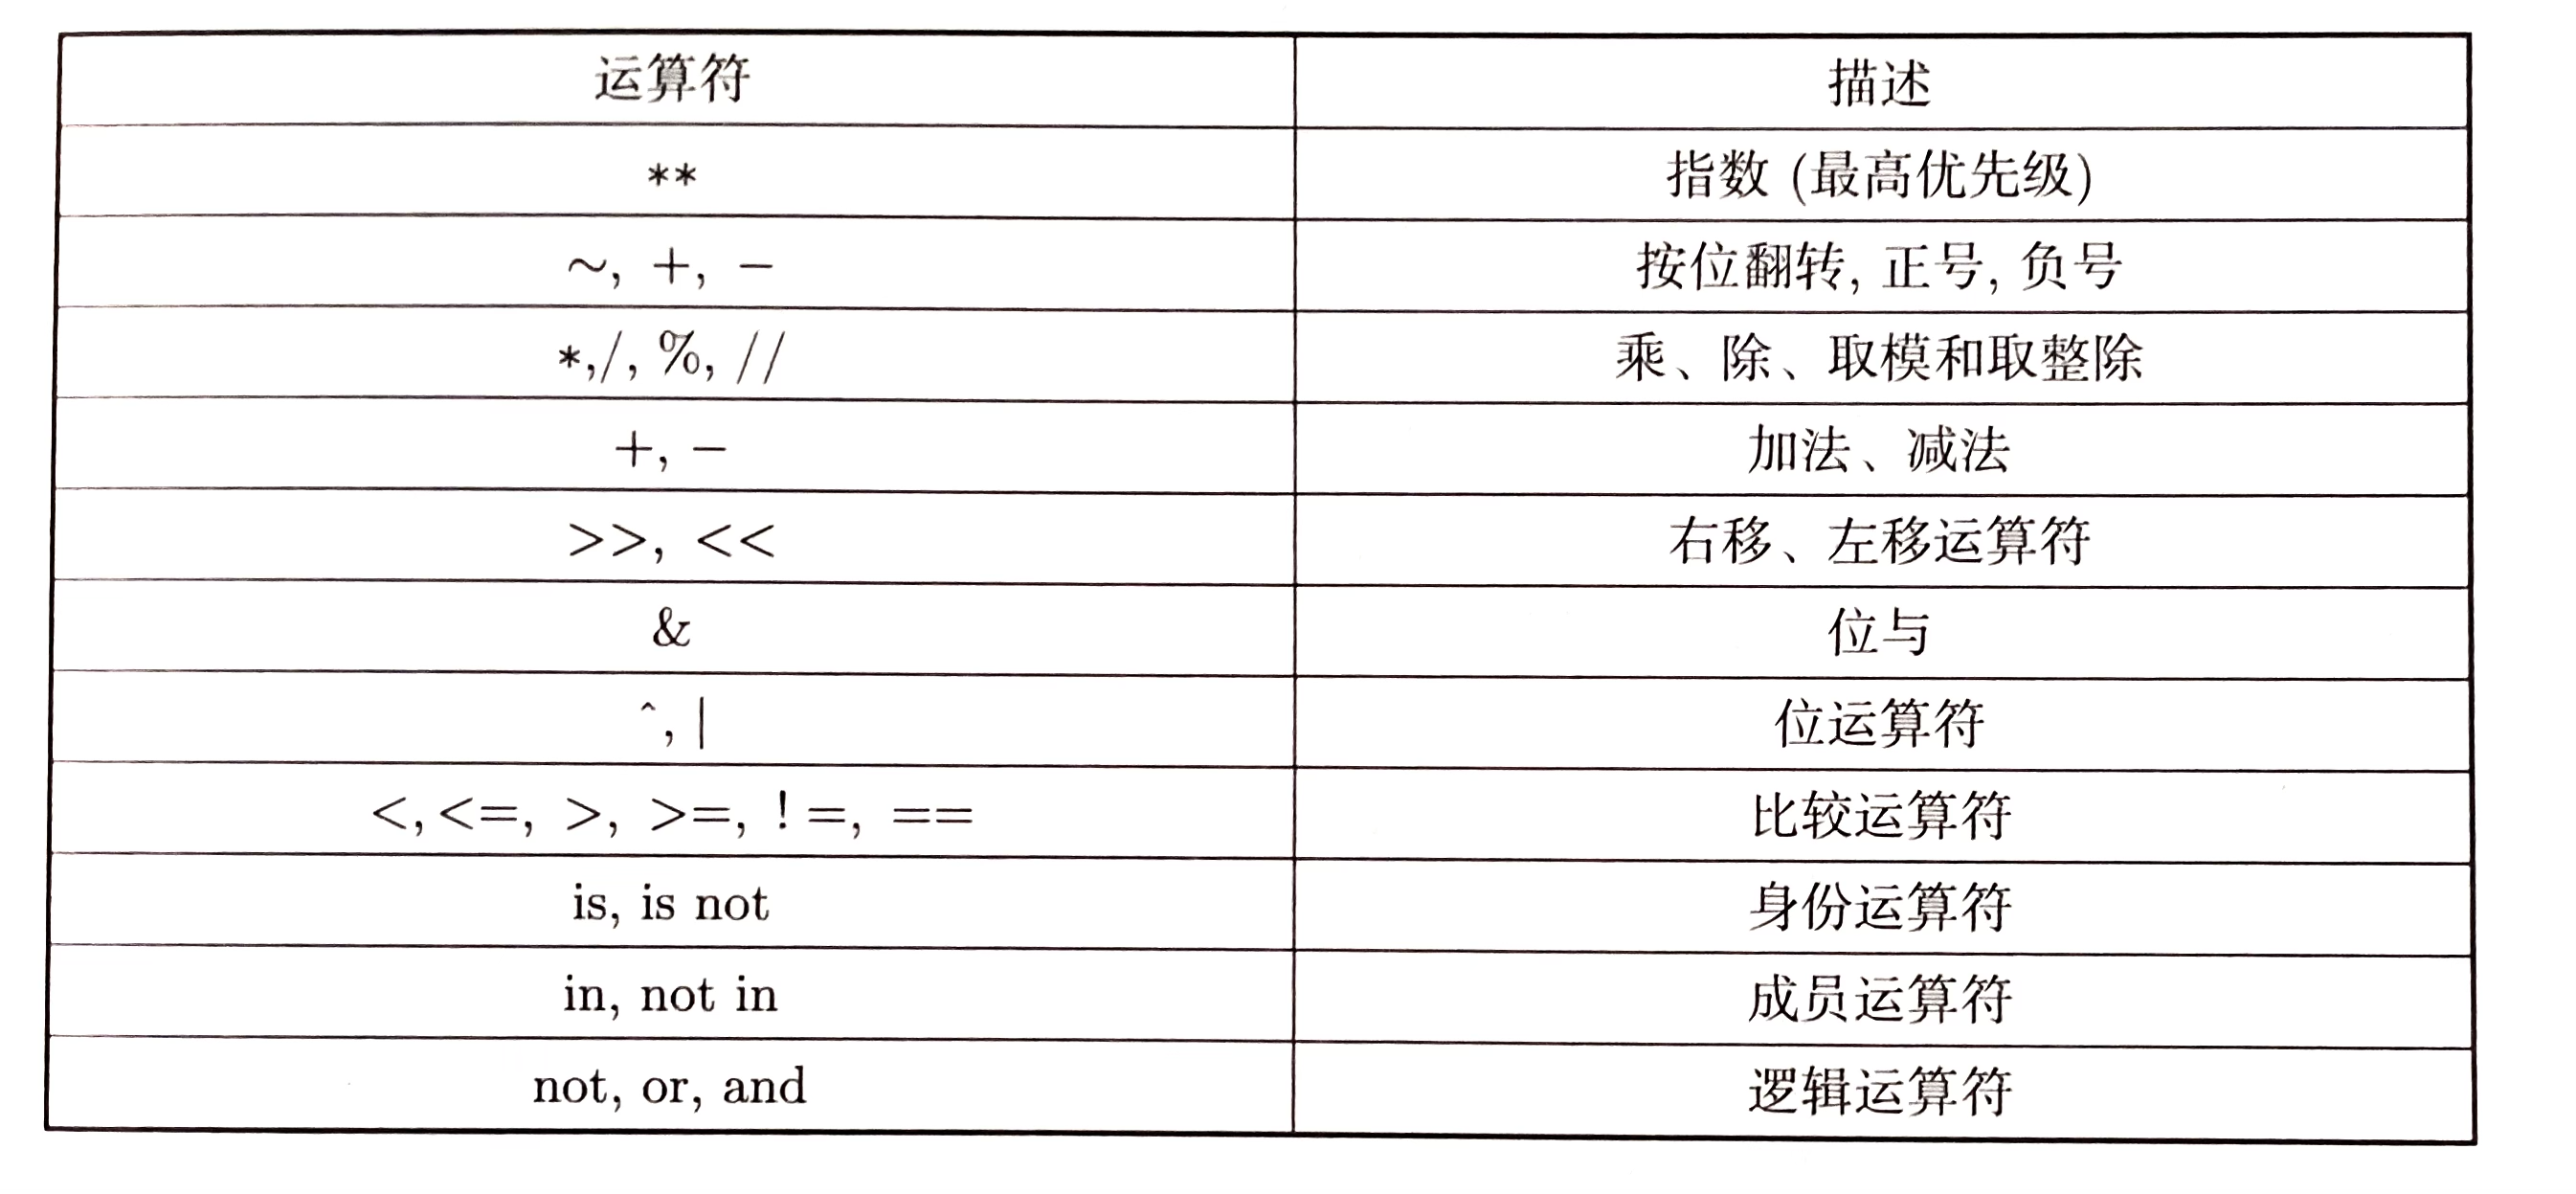 运算符 描述
** 指数 (最高优先级)
~, +, − 按位翻转, 正号, 负号
*,/, %, // 乘、除、取模和取整除
+, − 加法、减法
>>, << 右移、左移运算符
& 位与
ˆ, | 位运算符
<, <=, >, >=, ! =, == 比较运算符
is, is not 身份运算符
in, not in 成员运算符
not, or, and 逻辑运算符